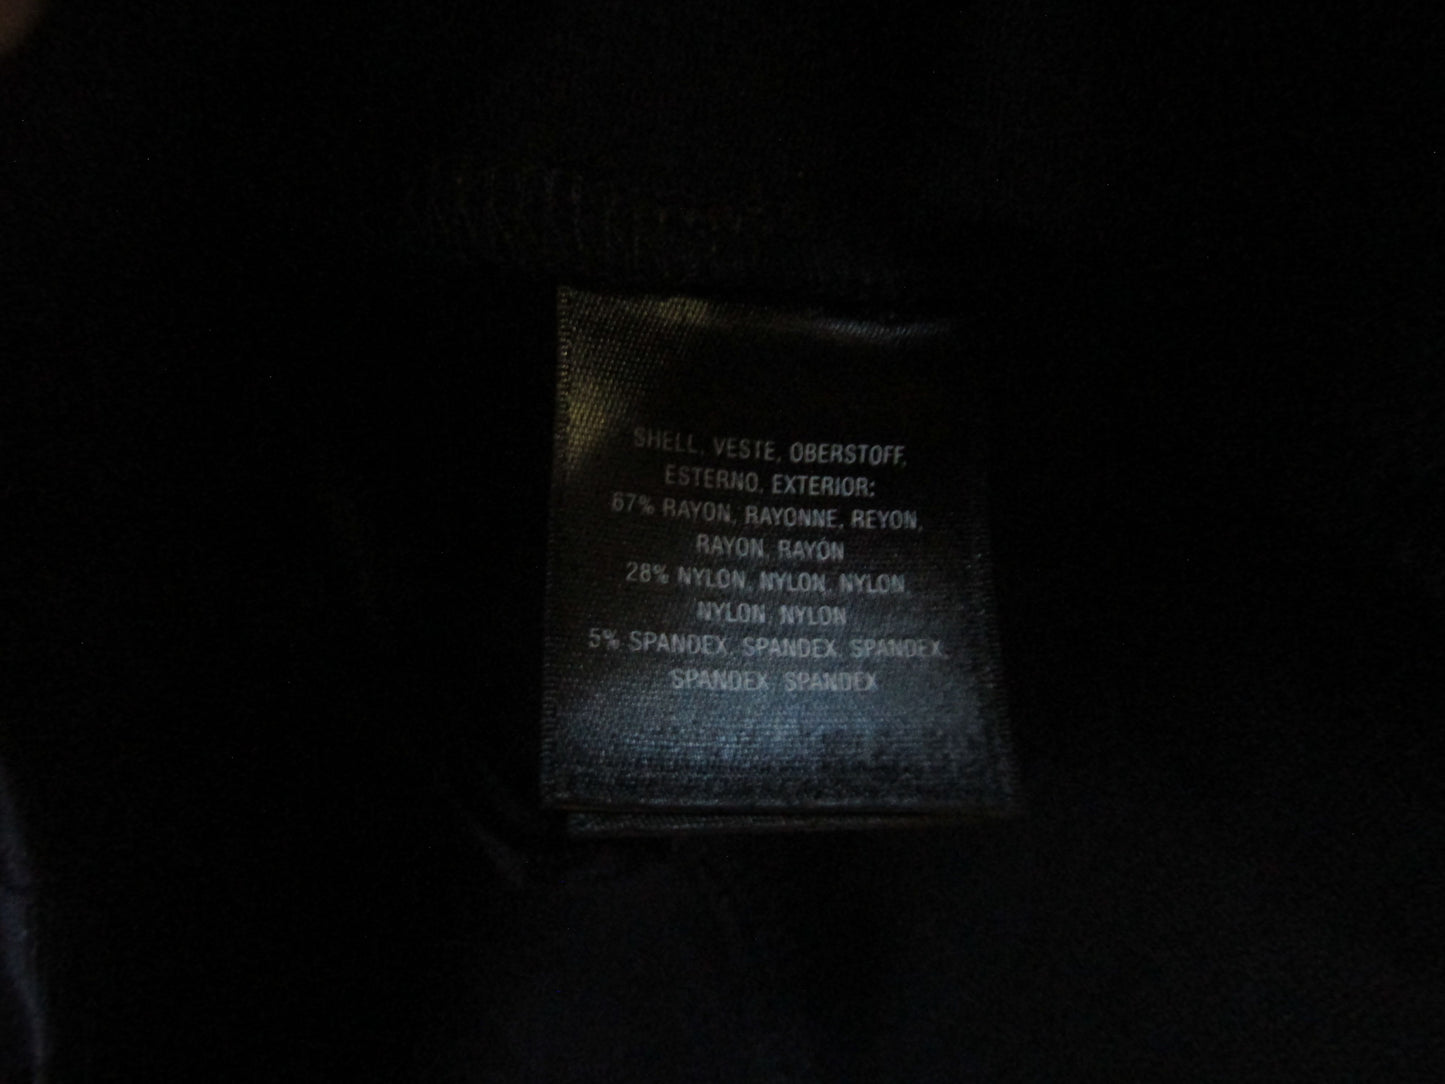 SHELL, VESTE, OBERSTOFF,
ESTERNO, EXTERIOR:
67% RAYON, RAYONNE, REYON,
RAYON, RAYÓN
28% NYLON, NYLON, NYLON,
NYLON, NYLON
5% SPANDEX, SPANDEX, SPANDEX,
SPANDEX, SPANDEX